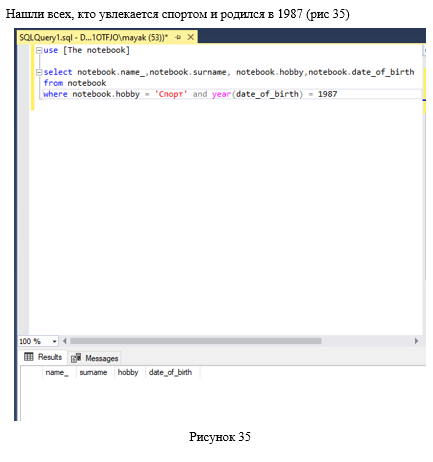 Нашли всех, кто увлекается спортом и родился в 1987 (рис 35)
SQLQuery1.sql - D...1OTFJO\mayak (53))*
use [The notebook]
select notebook.name_,notebook.surname, notebook.hobby,notebook.date_of_birth
from notebook
where notebook.hobby = 'Спорт' and year(date_of_birth) = 1987
100 %
Results Messages
name_ surname hobby date_of_birth
Рисунок 35